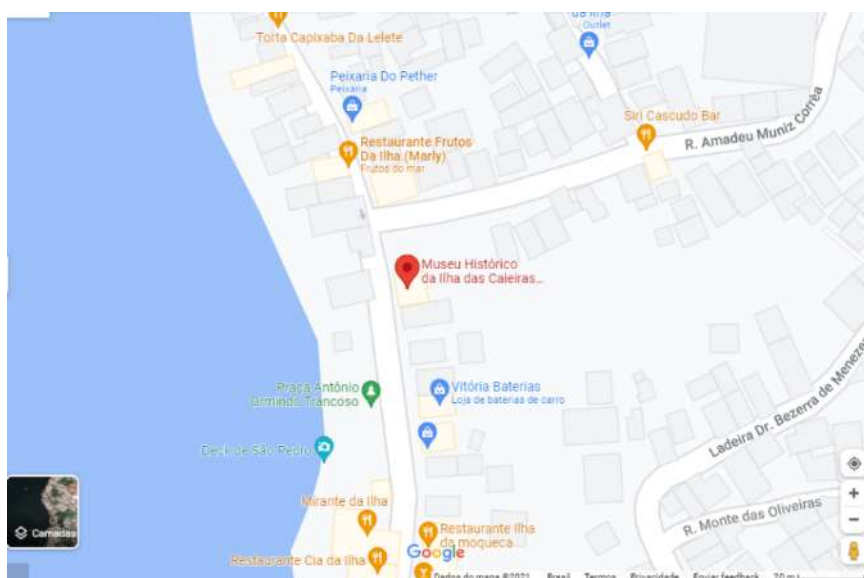 da Ilha
Outlet
Torta Capixaba Da Lelete
Peixaria Do Pether
Peixaria
Siri Cascudo Bar
R. Amadeu Muniz Corrêa
Restaurante Frutos
Da Ilha (Marly)
Frutos do mar
Museu Histórico
da Ilha das Caieiras...
Praça Antônio
Ormindo Trancoso
Vitória Baterias
Loja de baterias de carro
Ladeira Dr. Bezerra de Menezes
Deck de São Pedro
Mirante da Ilha
R. Monte das Oliveiras
Camadas
Restaurante Ilha
da moqueca
Restaurante Cia da Ilha
Google
Dados do mapa ©2021 Brasil Termos Privacidade Enviar feedback 20 m